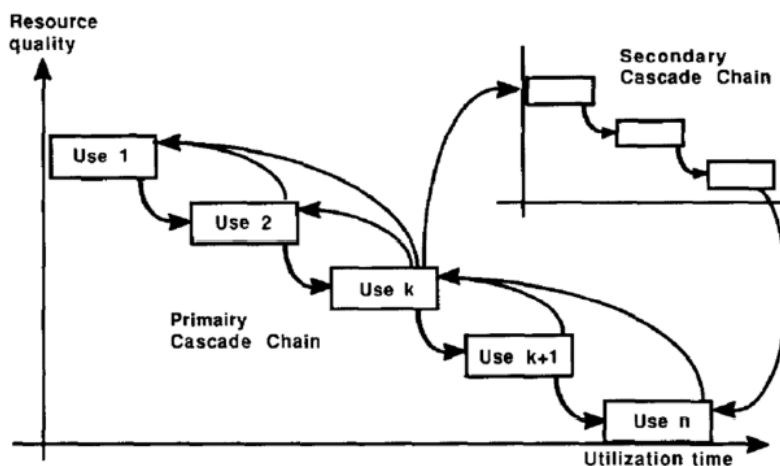 Resource
quality
Secondary
Cascade Chain
Use 1
Use 2
Use k
Primairy
Cascade Chain
Use k+1
Use n
Utilization time